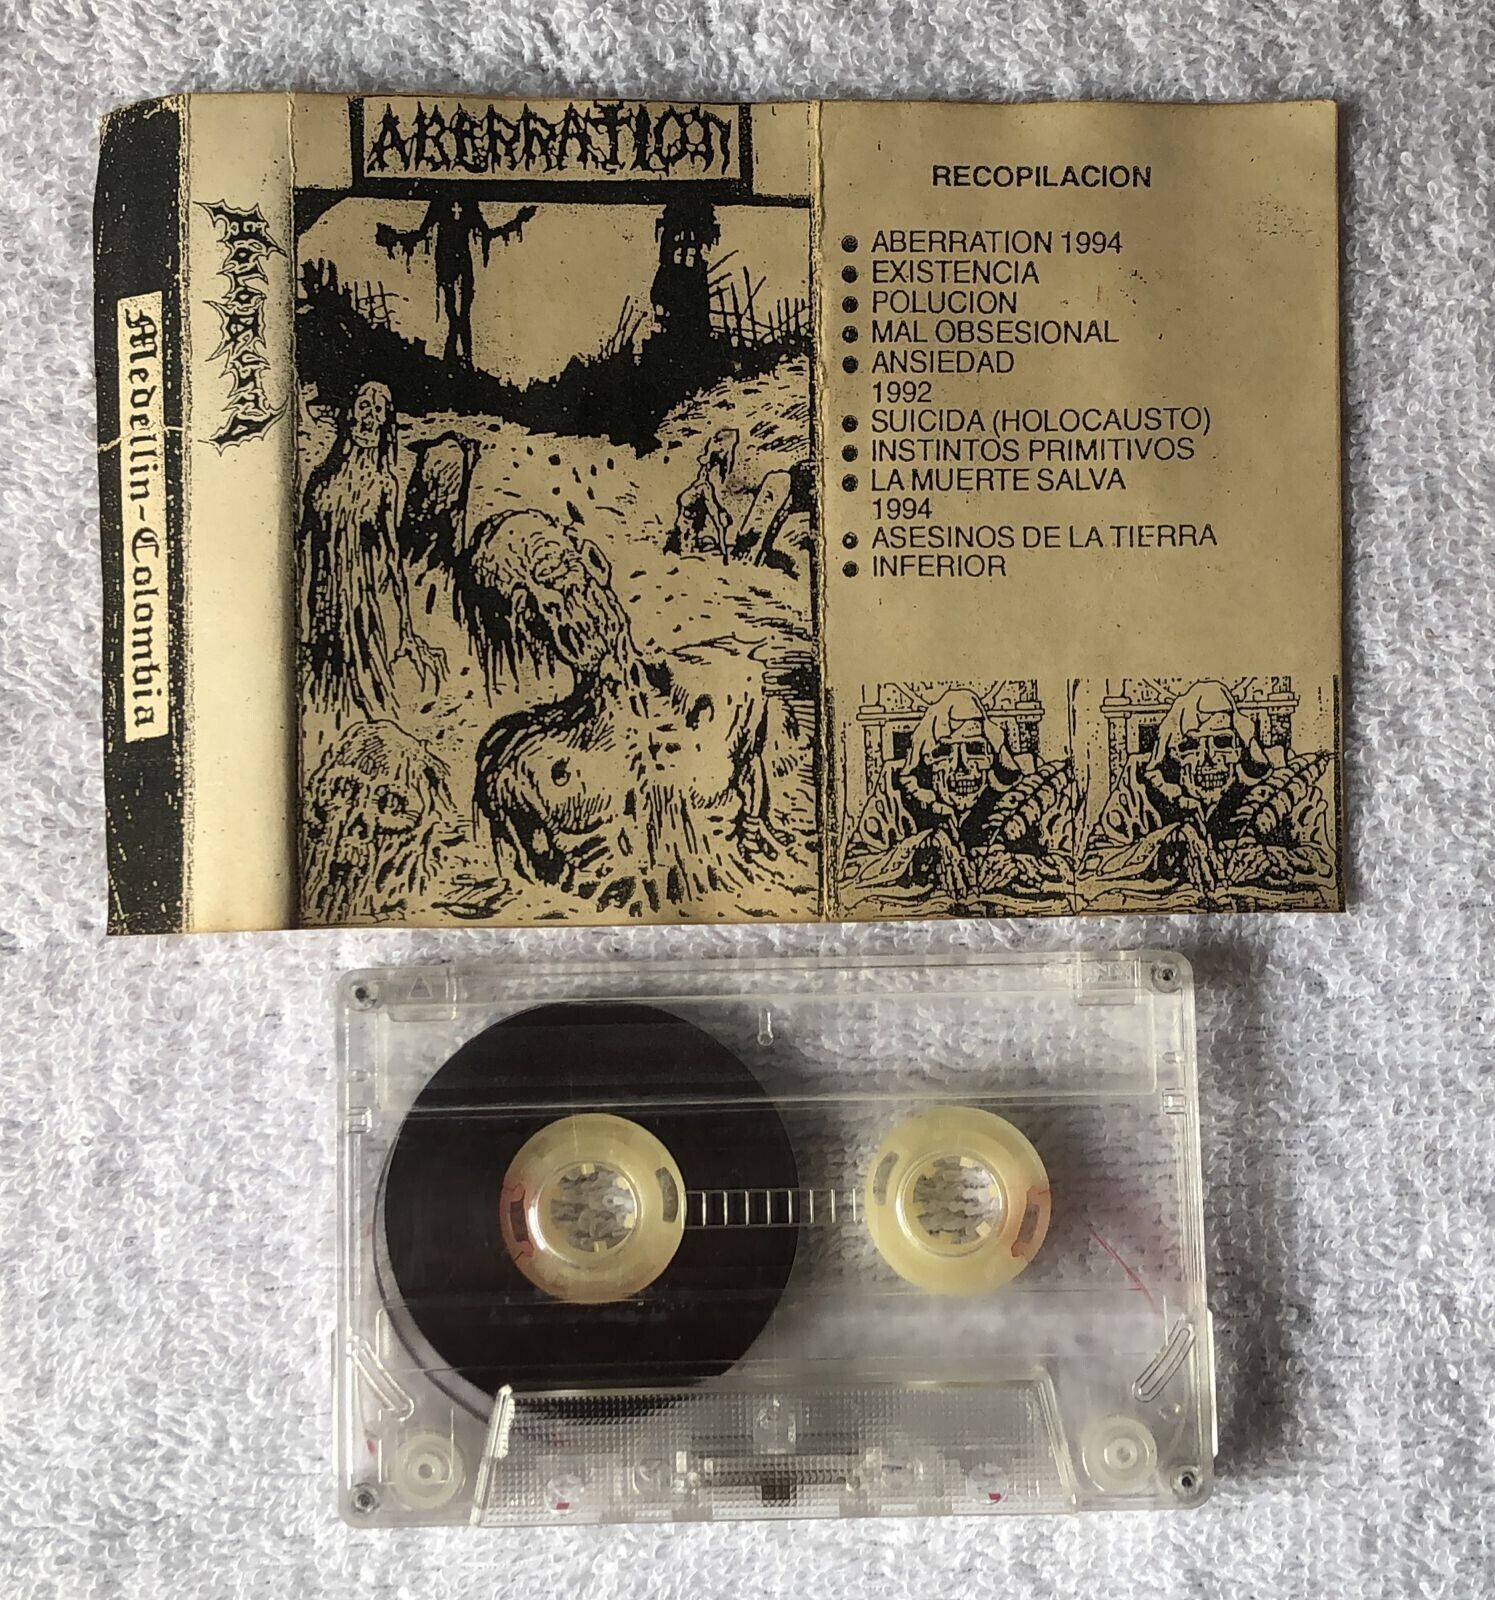 Medellin-Colombia
ABERRATION
RECOPILACION
ABERRATION 1994
EXISTENCIA
POLUCION
MAL OBSESIONAL
ANSIEDAD
1992
SUICIDA (HOLOCAUSTO)
INSTINTOS PRIMITIVOS
LA MUERTE SALVA
1994
ASESINOS DE LA TIERRA
INFERIOR